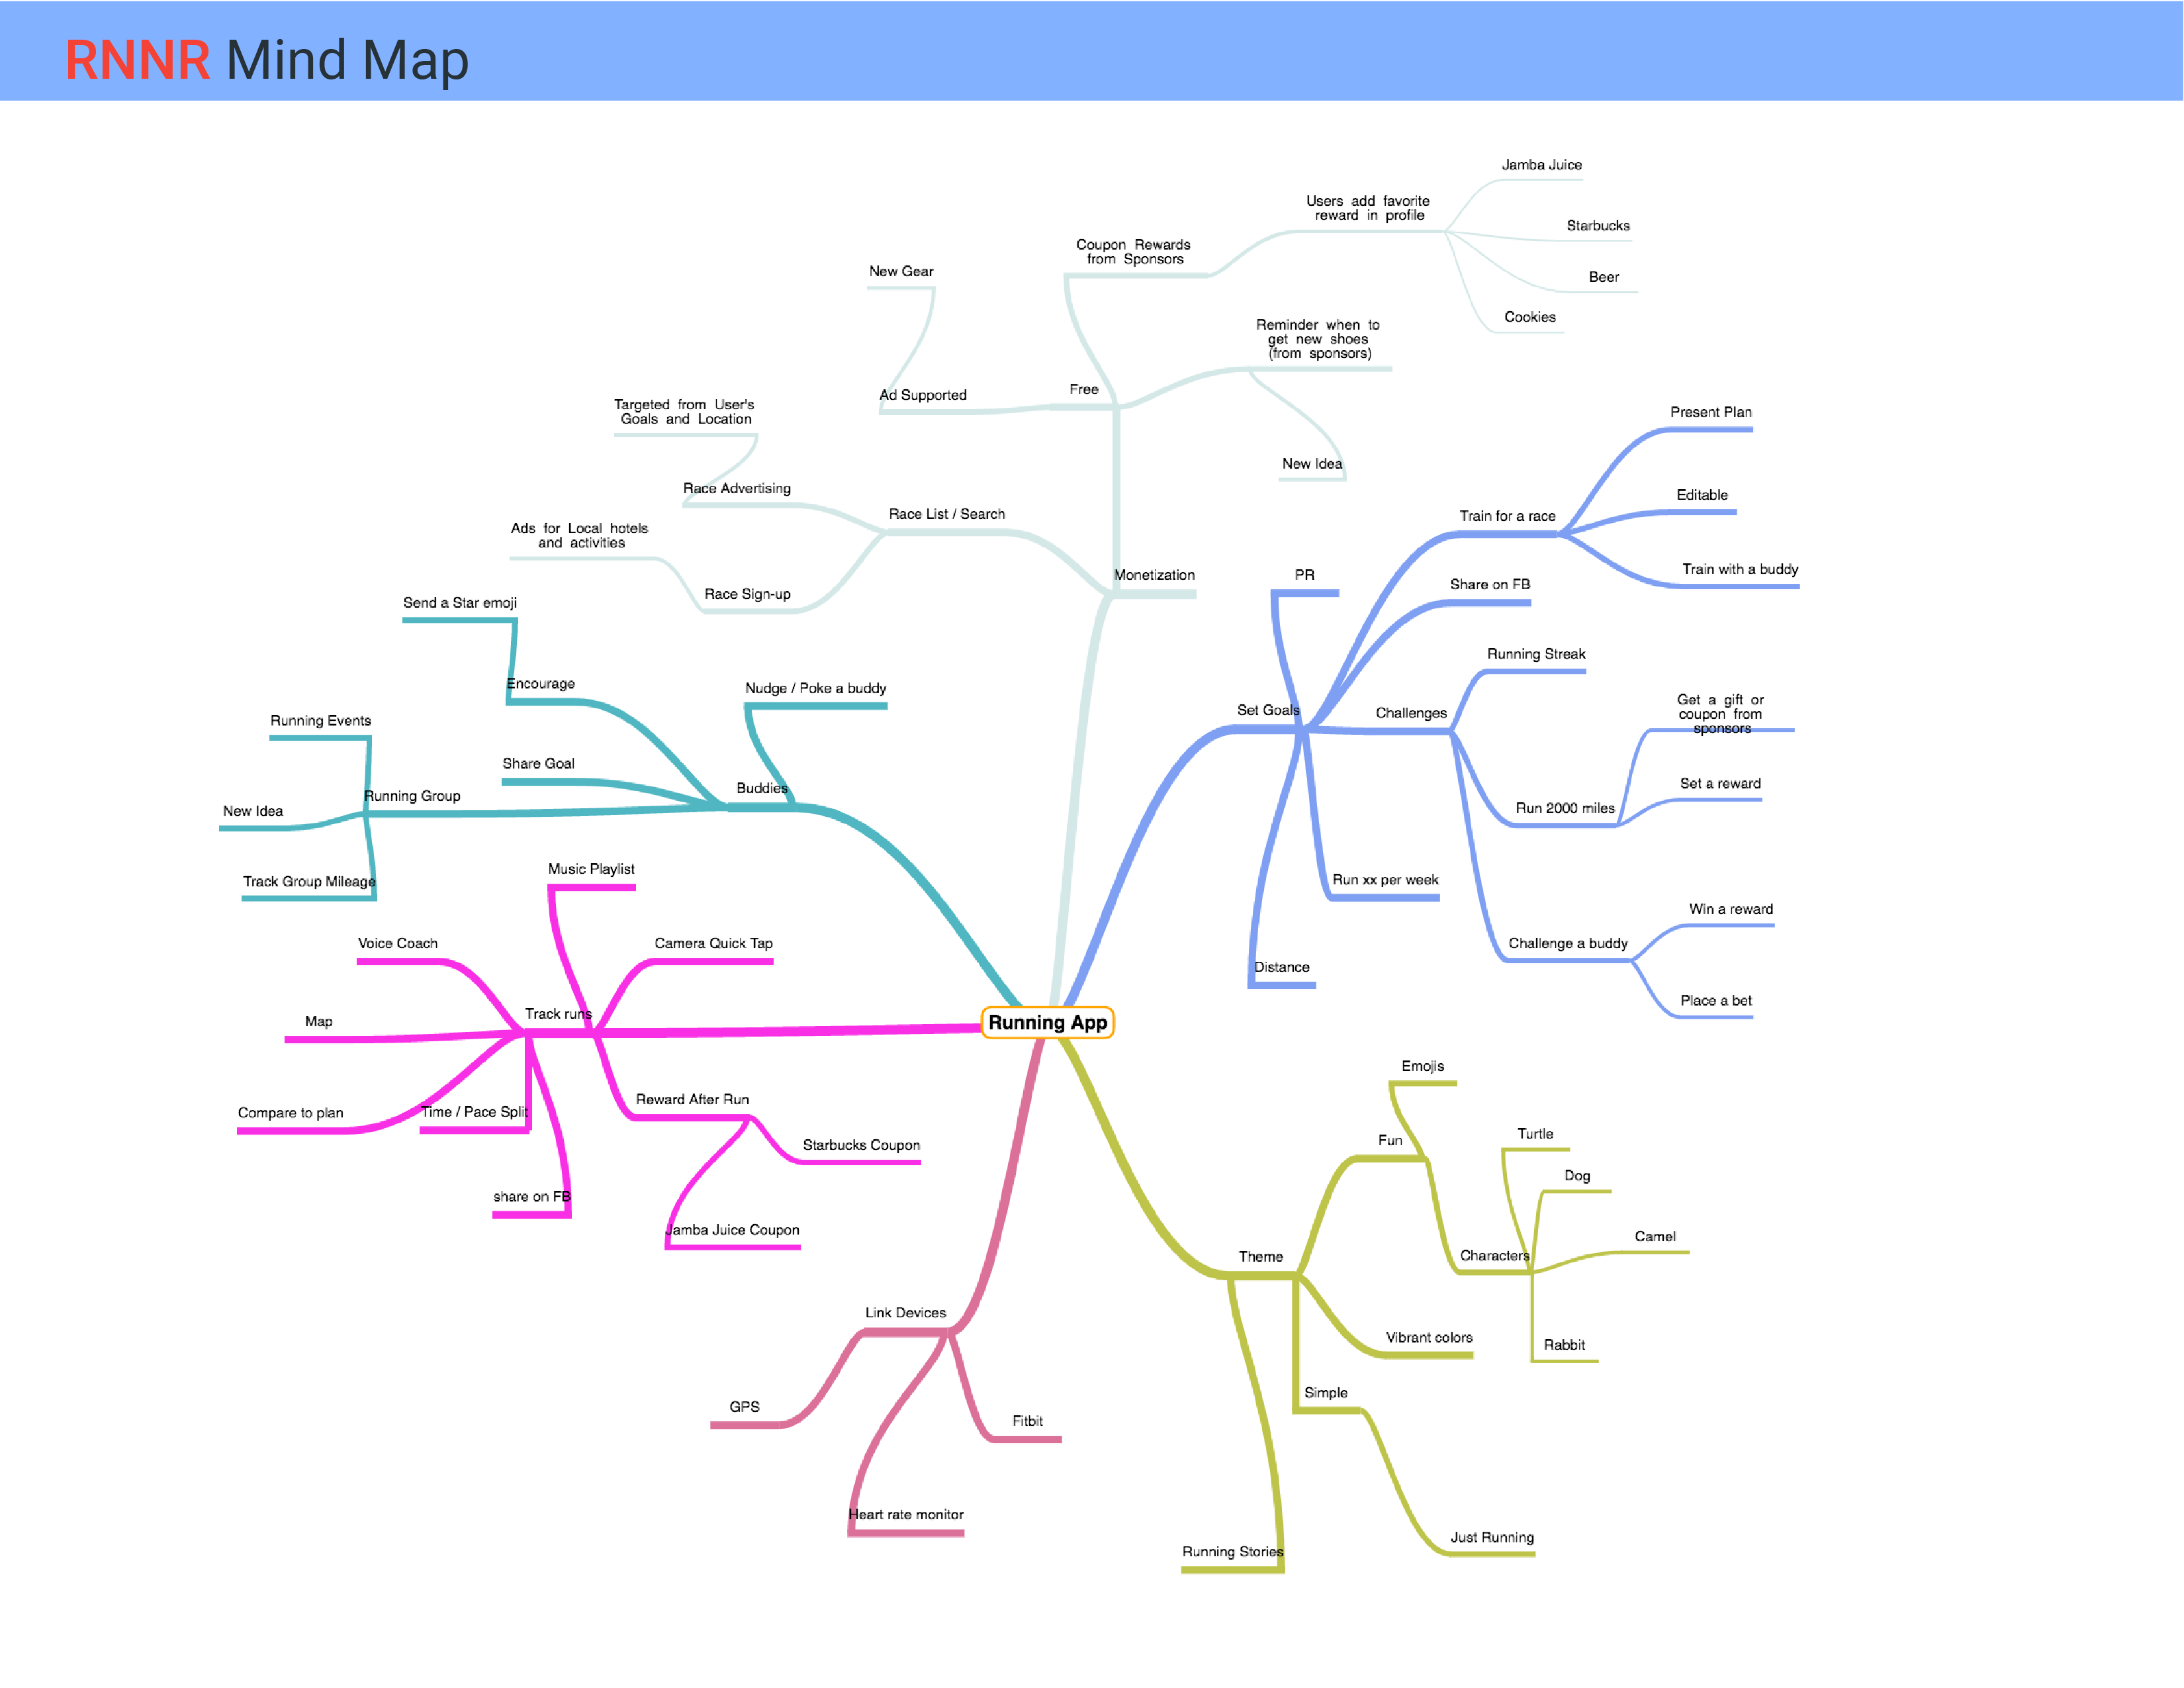 RNNR Mind Map
Jamba Juice
Users add favorite
reward in profile
Starbucks
Coupon Rewards
from Sponsors
New Gear
Beer
Cookies
Reminder when to
get new shoes
(from sponsors)
Free
Ad Supported
Targeted from User's
Goals and Location
Present Plan
New Idea
Race Advertising
Editable
Race List / Search
Train for a race
Ads for Local hotels
and activities
Train with a buddy
Monetization
PR
Share on FB
Race Sign-up
Send a Star emoji
Running Streak
Encourage
Nudge / Poke a buddy
Get a gift or
coupon from
sponsors
Set Goals
Challenges
Running Events
Share Goal
Set a reward
Buddies
Running Group
Run 2000 miles
New Idea
Music Playlist
Run xx per week
Track Group Mileage
Win a reward
Voice Coach
Camera Quick Tap
Challenge a buddy
Distance
Place a bet
Track runs
Map
Running App
Emojis
Reward After Run
Compare to plan
Time / Pace Split
Turtle
Fun
Starbucks Coupon
Dog
share on FB
Jamba Juice Coupon
Camel
Theme
Characters
Link Devices
Vibrant colors
Rabbit
Simple
GPS
Fitbit
Heart rate monitor
Just Running
Running Stories